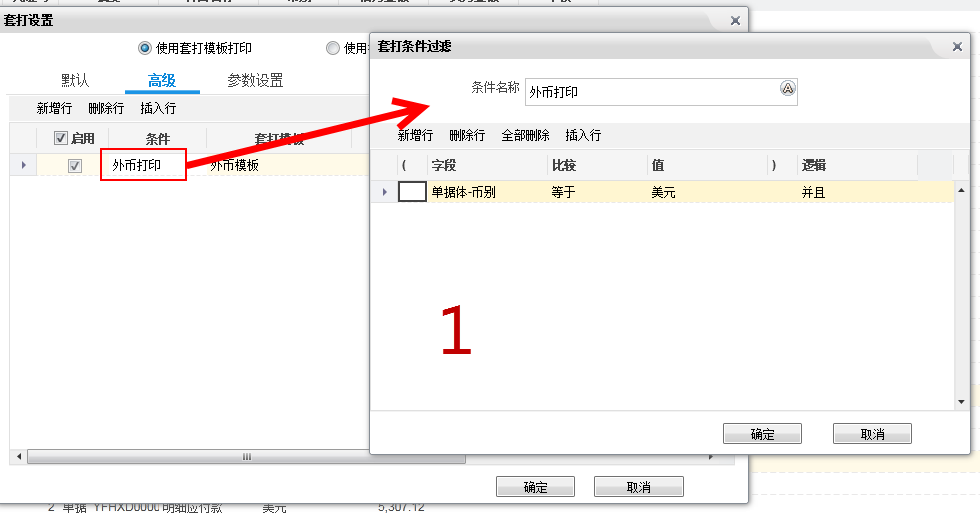 套打设置
使用套打模板打印
使用
默认
高级
参数设置
新增行 删除行 插入行
启用 条件 套打模板
外币打印 外币模板
套打条件过滤
条件名称 外币打印
新增行 删除行 全部删除 插入行
( 字段 比较 值 ) 逻辑
单据体-币别 等于 美元 并且
1
确定 取消
确定 取消
2 单据 YFHXD0000 明细应付款 美元 5,307.12